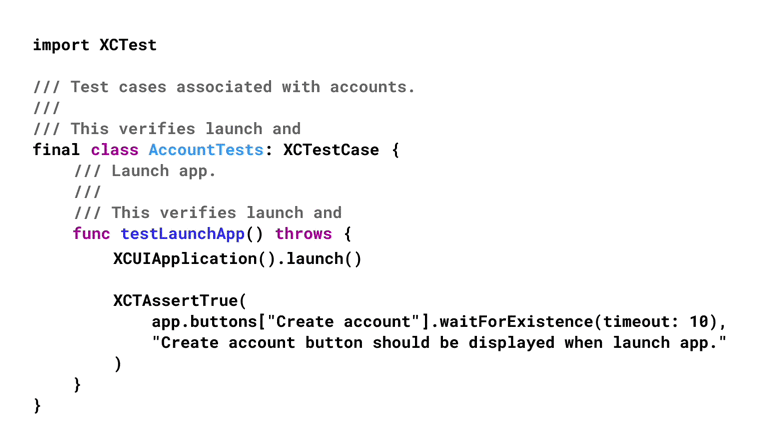 import XCTest

/// Test cases associated with accounts.
///
/// This verifies launch and
final class AccountTests: XCTestCase {
    /// Launch app.
    ///
    /// This verifies launch and
    func testLaunchApp() throws {
        XCUIApplication().launch()

        XCTAssertTrue(
            app.buttons["Create account"].waitForExistence(timeout: 10),
            "Create account button should be displayed when launch app."
        )
    }
}